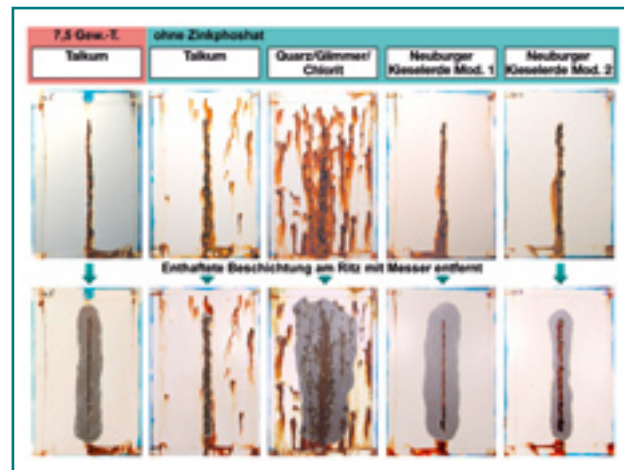 7,5 Gew.-T.
ohne Zinkphoshat
Talkum
Talkum
Quarz/Glimmer/
Chlorit
Neuburger
Kieselerde Mod. 1
Neuburger
Kieselerde Mod. 2
Enthaftete Beschichtung am Ritz mit Messer entfernt